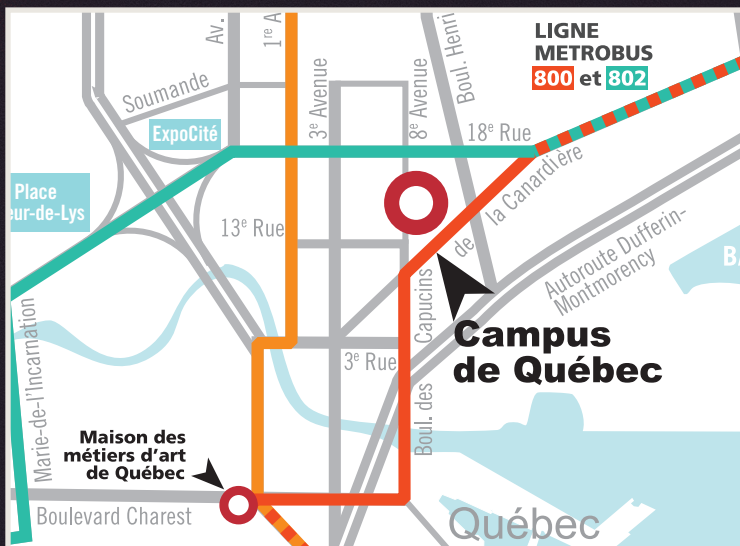 Av.
1re A
LIGNE
METROBUS
800 et 802
Soumande
3e Avenue
8e Avenue
Boul. Henri
ExpoCité
18e Rue
Place
eur-de-Lys
13e Rue
de la Canardière
Autoroute Dufferin-
Montmorency
BA
Marie-de-l'Incarnation
Boul. des Capucins
3e Rue
Campus
de Québec
Maison des
métiers d'art
de Québec
Boulevard Charest
Québec